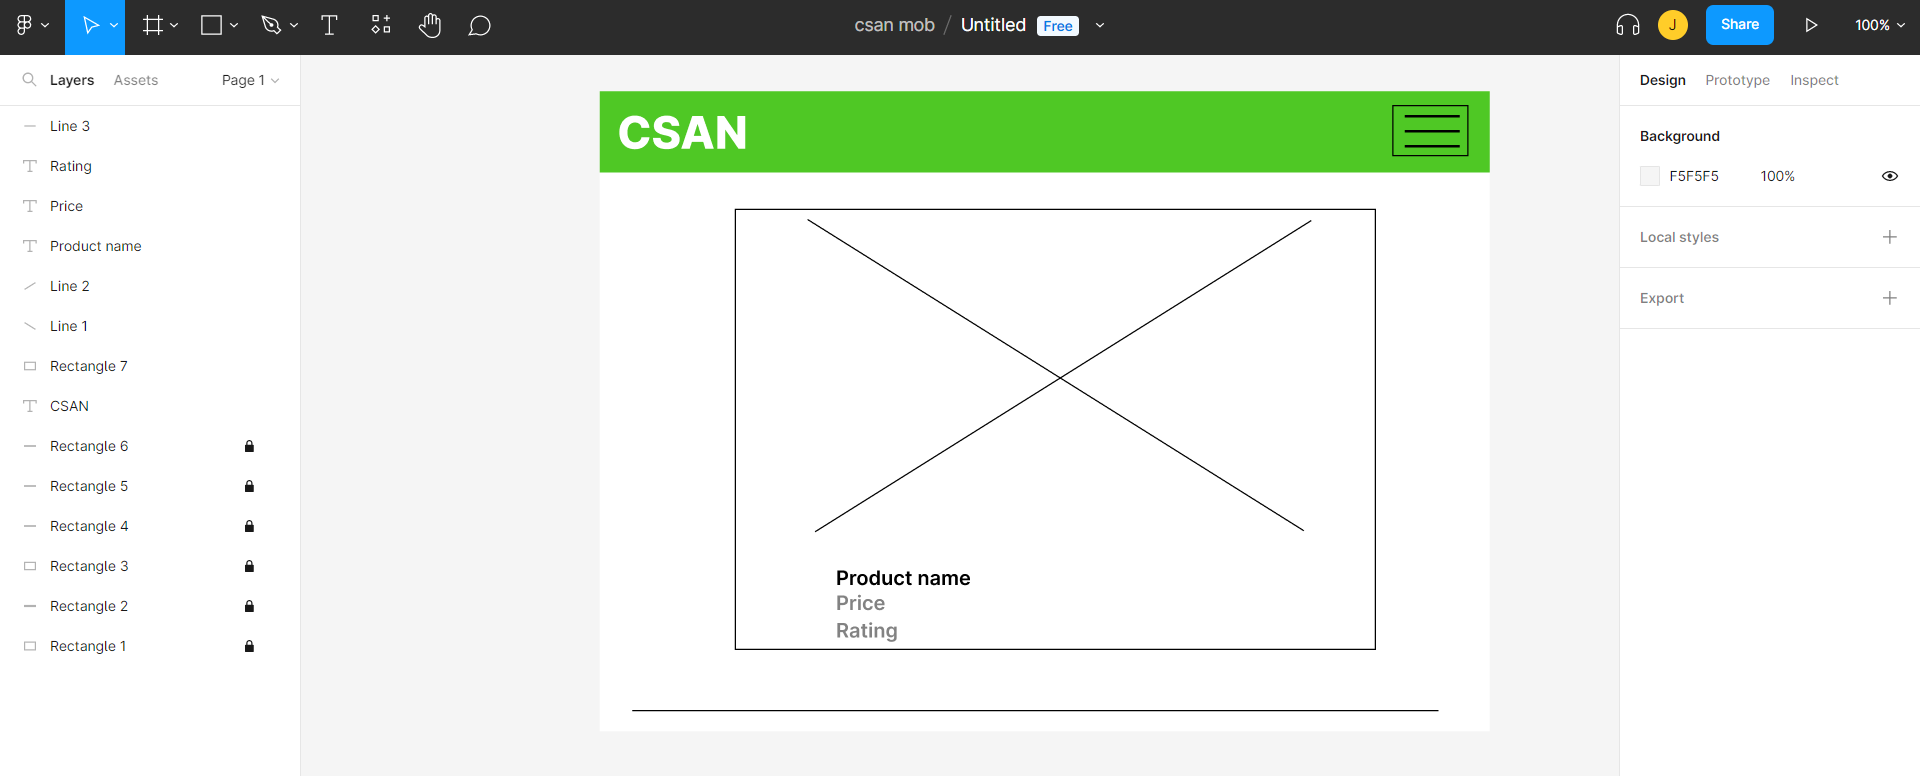 csan mob / Untitled Free
J
Share
100%
Layers Assets Page 1
Line 3
Rating
Price
Product name
Line 2
Line 1
Rectangle 7
CSAN
Rectangle 6
Rectangle 5
Rectangle 4
Rectangle 3
Rectangle 2
Rectangle 1
CSAN
Product name
Price
Rating
Design Prototype Inspect
Background
F5F5F5 100%
Local styles
Export